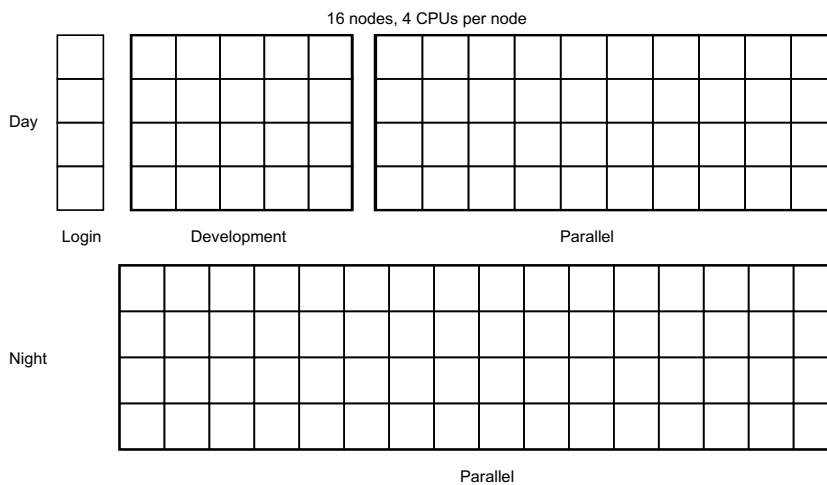 16 nodes, 4 CPUs per node
Day
Login Development Parallel
Night
Parallel